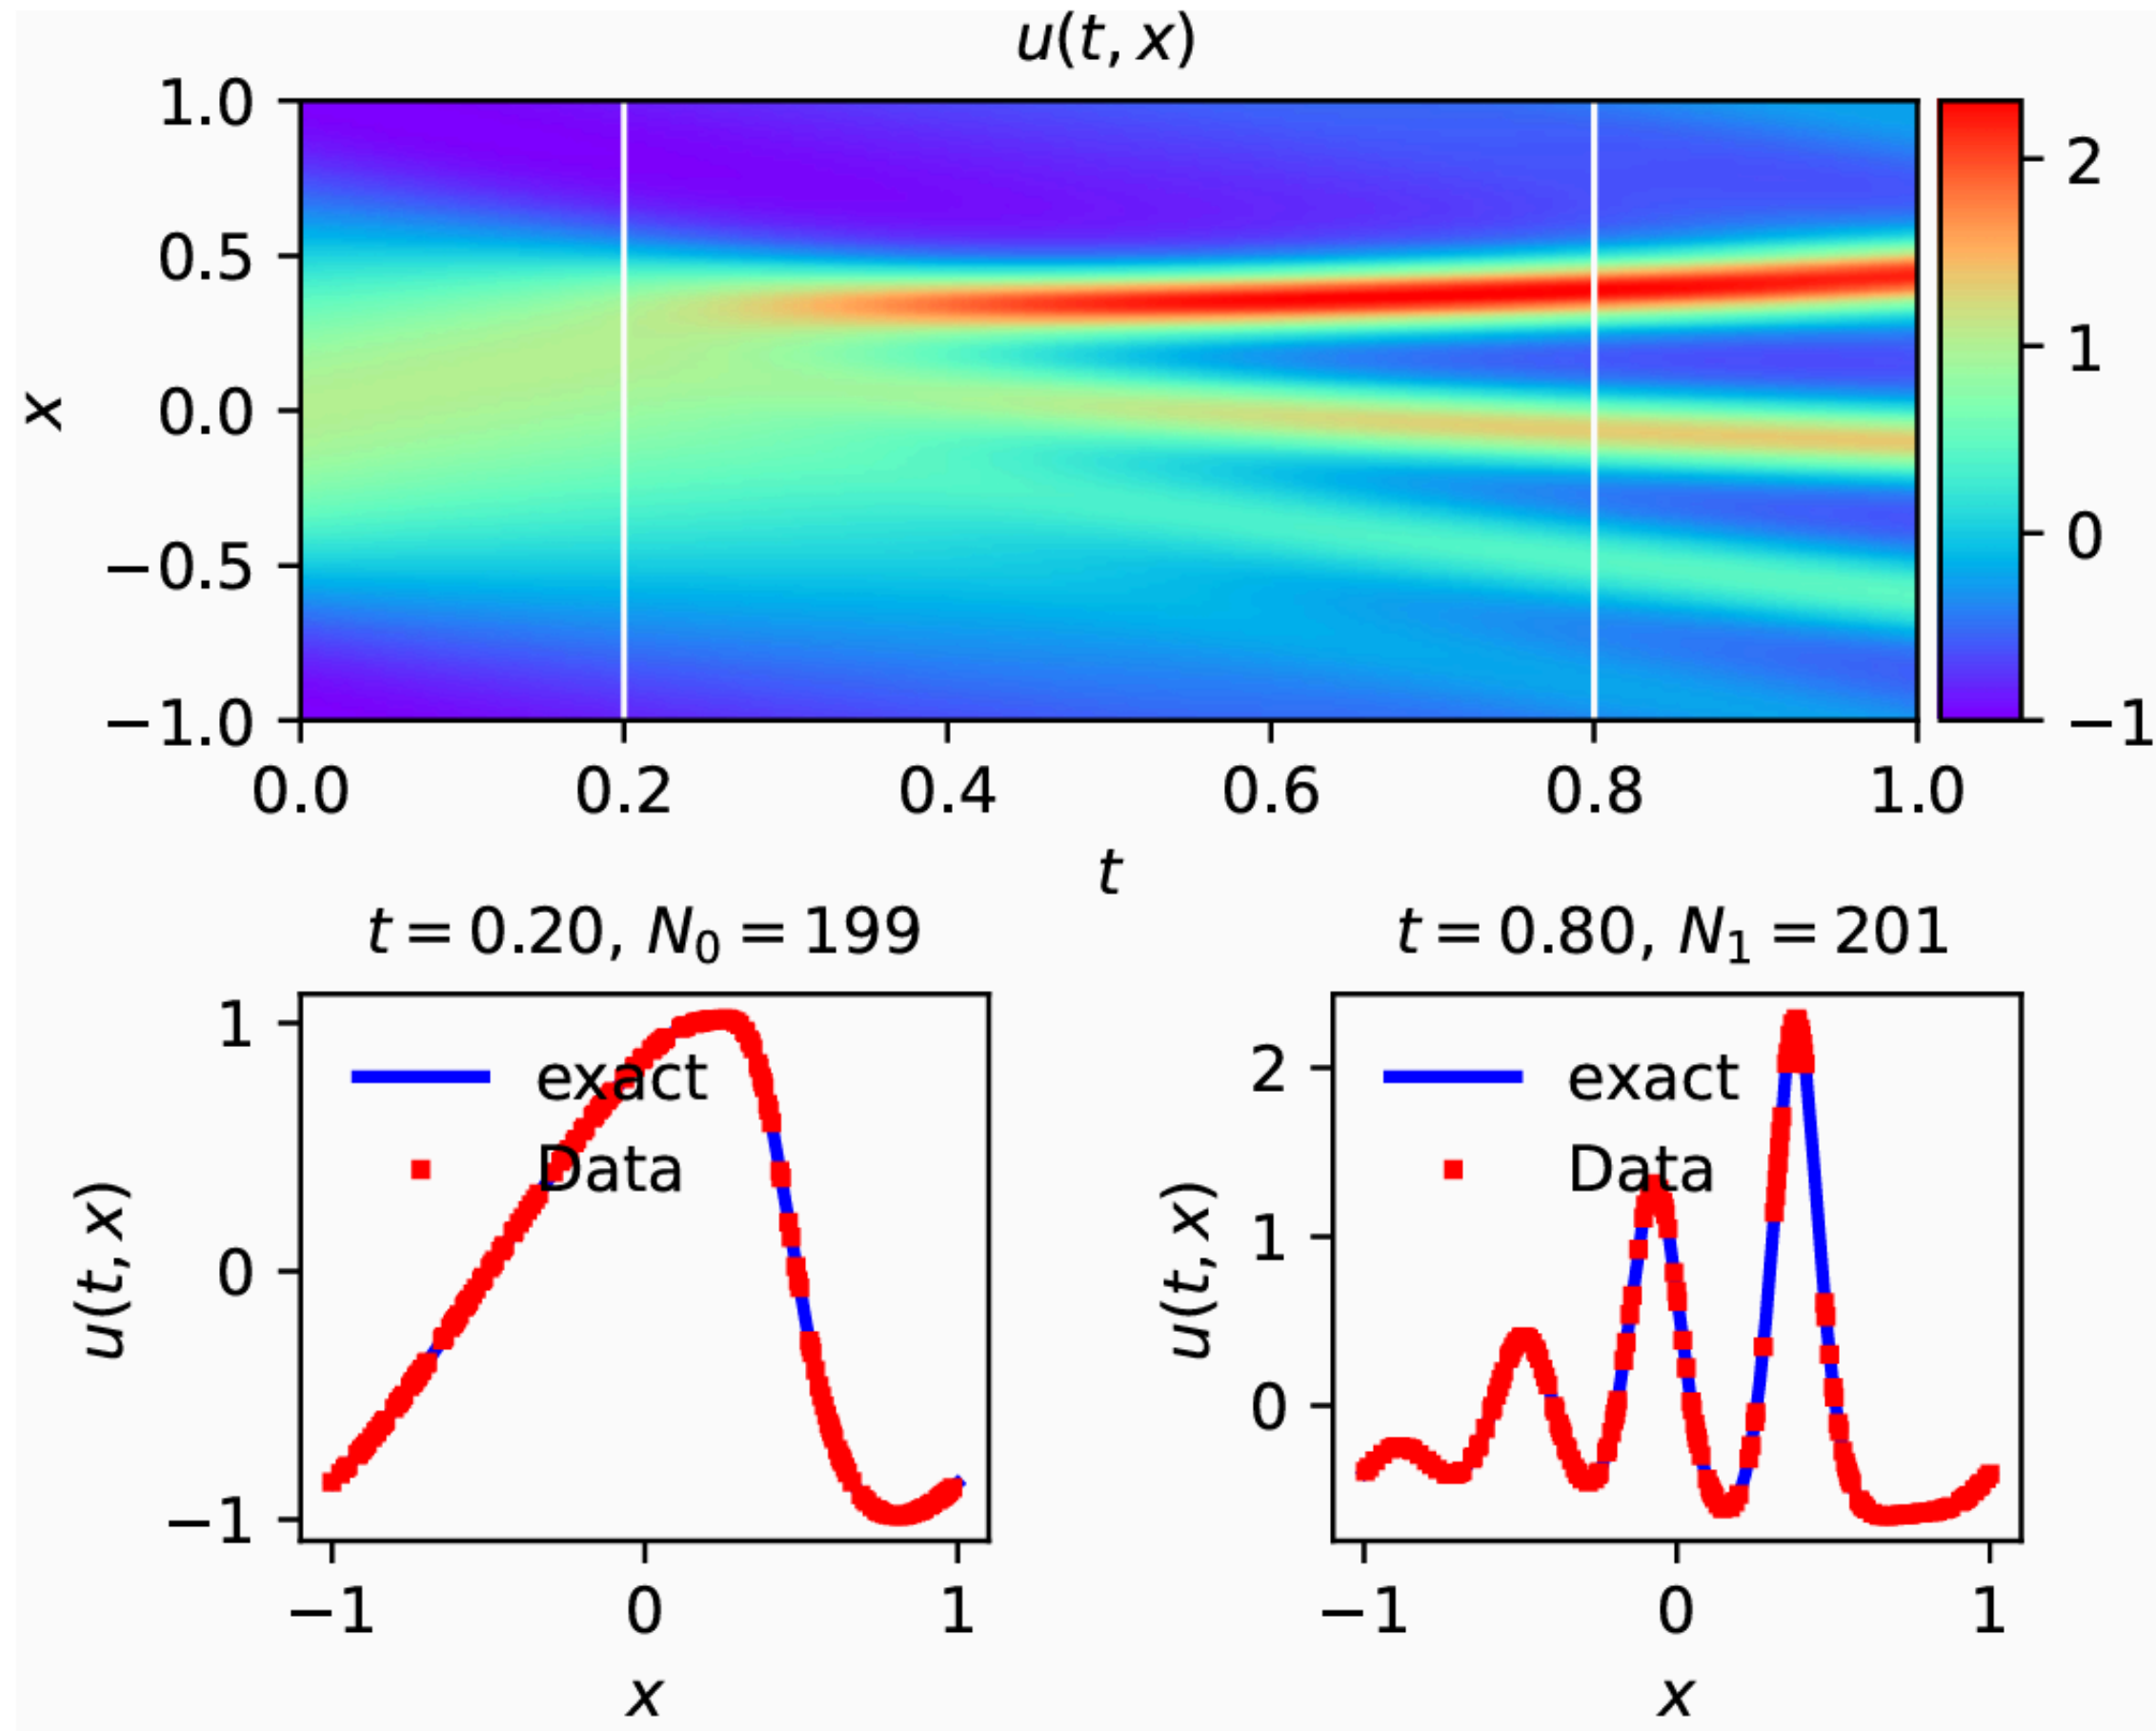 u(t, x)
1.0
0.5
0.0
−0.5
−1.0
x
2
1
0
−1
0.0 0.2 0.4 0.6 0.8 1.0
t
t = 0.20, N₀ = 199
1
0
−1
u(t, x)
exact
Data
−1 0 1
x
t = 0.80, N₁ = 201
2
1
0
u(t, x)
exact
Data
−1 0 1
x